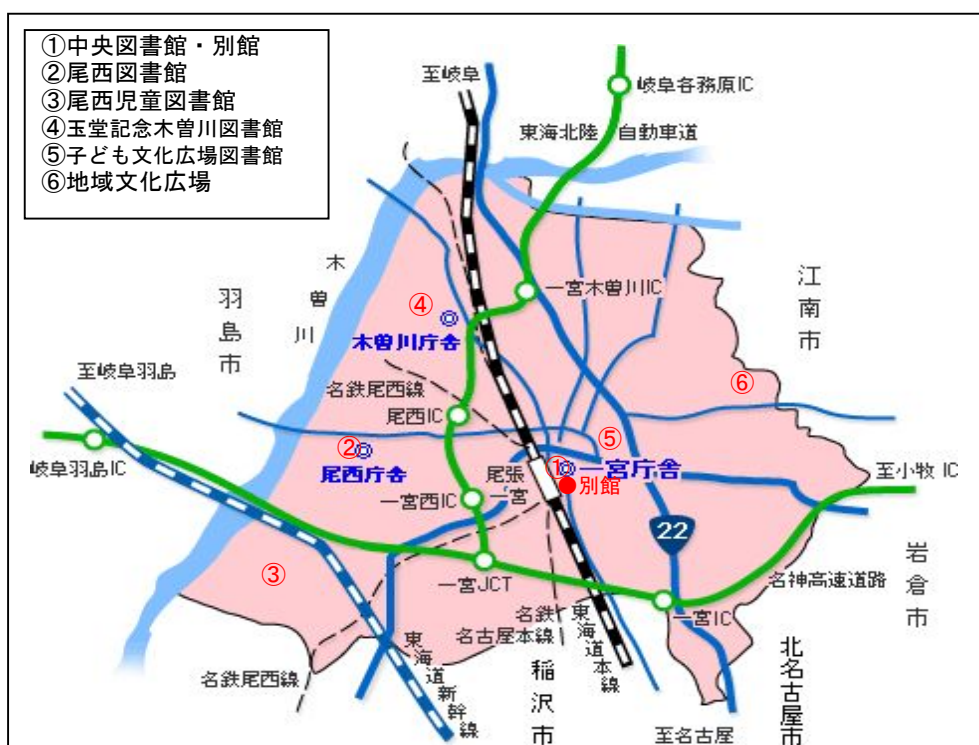 ①中央図書館・別館
②尾西図書館
③尾西児童図書館
④玉堂記念木曽川図書館
⑤子ども文化広場図書館
⑥地域文化広場
至岐阜
岐阜各務原IC
東海北陸 自動車道
木曽川
羽島市
江南市
一宮木曽川IC
④
木曽川庁舎
至岐阜羽島
名鉄尾西線
尾西IC
⑥
⑤
②
尾西庁舎
岐阜羽島IC
尾張一宮
①
一宮庁舎
別館
至小牧IC
一宮西IC
22
③
一宮JCT
名神高速道路
岩倉市
一宮IC
名鉄名古屋本線
東海道本線
名鉄尾西線
東海道新幹線
稲沢市
北名古屋市
至名古屋